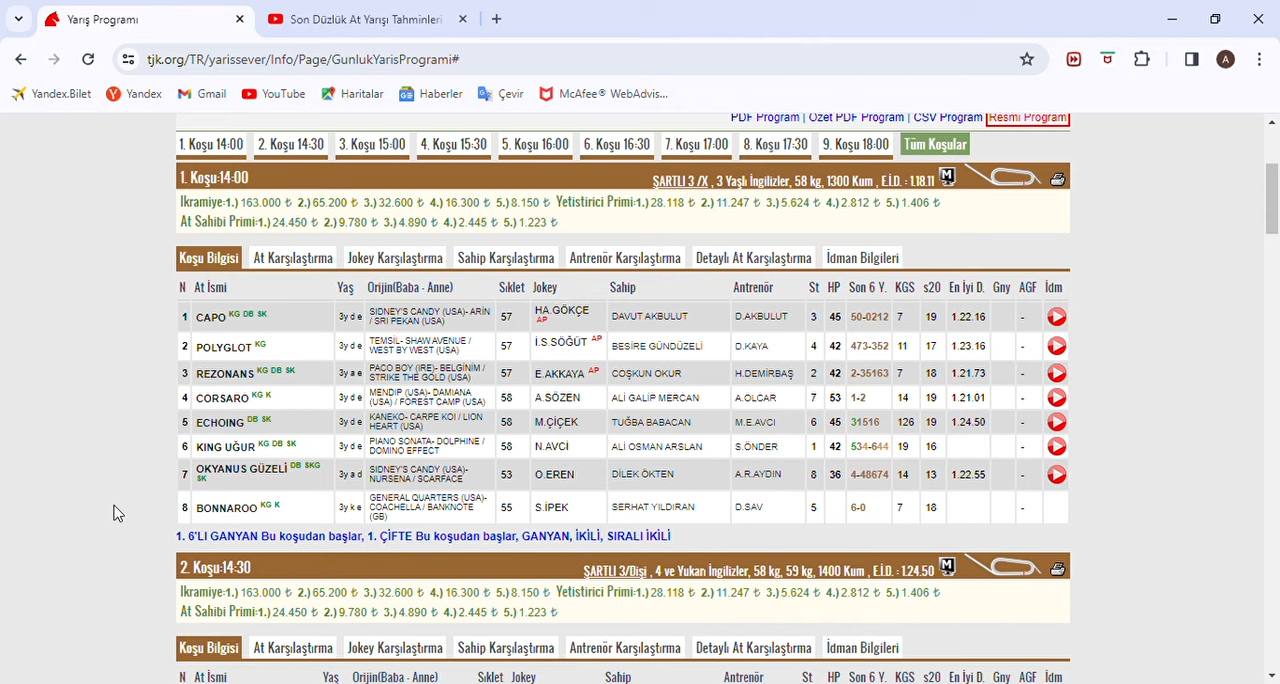 Yarış Programı
Son Düzlük At Yarışı Tahminleri
tjk.org/TR/yarissever/Info/Page/GunlukYarisProgrami#
A
Yandex.Bilet Yandex Gmail YouTube Haritalar Haberler Çevir McAfee® WebAdvis...
PDF Program | Özet PDF Program | CSV Program Resmi Program
1. Koşu 14:00 2. Koşu 14:30 3. Koşu 15:00 4. Koşu 15:30 5. Koşu 16:00 6. Koşu 16:30 7. Koşu 17:00 8. Koşu 17:30 9. Koşu 18:00 Tüm Koşular
1. Koşu:14:00 ŞARTLI 3 /X , 3 Yaşlı İngilizler, 58 kg, 1300 Kum , E.İ.D. : 1.18.11 M
Ikramiye:1.) 163.000 ₺ 2.) 65.200 ₺ 3.) 32.600 ₺ 4.) 16.300 ₺ 5.) 8.150 ₺ Yetistirici Primi:1.) 28.118 ₺ 2.) 11.247 ₺ 3.) 5.624 ₺ 4.) 2.812 ₺ 5.) 1.406 ₺
At Sahibi Primi:1.) 24.450 ₺ 2.) 9.780 ₺ 3.) 4.890 ₺ 4.) 2.445 ₺ 5.) 1.223 ₺
Koşu Bilgisi At Karşılaştırma Jokey Karşılaştırma Sahip Karşılaştırma Antrenör Karşılaştırma Detaylı At Karşılaştırma İdman Bilgileri
N At İsmi Yaş Orijin(Baba - Anne) Sıklet Jokey Sahip Antrenör St HP Son 6 Y. KGS s20 En İyi D. Gny AGF İdm
1 CAPO KG DB SK 3y d e SIDNEY'S CANDY (USA)- ARİN / SRI PEKAN (USA) 57 HA.GÖKÇE AP DAVUT AKBULUT D.AKBULUT 3 45 50-0212 7 19 1.22.16 -
2 POLYGLOT KG 3y d e TEMSİL- SHAW AVENUE / WEST BY WEST (USA) 57 İ.S.SÖĞÜT AP BESİRE GÜNDÜZELİ D.KAYA 4 42 473-352 11 17 1.23.16 -
3 REZONANS KG DB SK 3y a e PACO BOY (IRE)- BELGİNİM / STRIKE THE GOLD (USA) 57 E.AKKAYA AP COŞKUN OKUR H.DEMİRBAŞ 2 42 2-35163 7 18 1.21.73 -
4 CORSARO KG K 3y d e MENDIP (USA)- DAMIANA (USA) / FOREST CAMP (USA) 58 A.SÖZEN ALİ GALİP MERCAN A.OLCAR 7 53 1-2 14 19 1.21.01 -
5 ECHOING DB SK 3y d e KANEKO- CARPE KOI / LION HEART (USA) 58 M.ÇİÇEK TUĞBA BABACAN M.E.AVCI 6 45 31516 126 19 1.24.50 -
6 KING UĞUR KG DB SK 3y d e PIANO SONATA- DOLPHINE / DOMINO EFFECT 58 N.AVCİ ALİ OSMAN ARSLAN S.ÖNDER 1 42 534-644 19 16 -
7 OKYANUS GÜZELİ DB SKG SK 3y a d SIDNEY'S CANDY (USA)- NURSENA / SCARFACE 53 O.EREN DİLEK ÖKTEN A.R.AYDIN 8 36 4-48674 14 13 1.22.55 -
8 BONNAROO KG K 3y k e GENERAL QUARTERS (USA)- COACHELLA / BANKNOTE (GB) 55 S.İPEK SERHAT YILDIRAN D.SAV 5 6-0 7 18 -
1. 6'LI GANYAN Bu koşudan başlar, 1. ÇİFTE Bu koşudan başlar, GANYAN, İKİLİ, SIRALI İKİLİ
2. Koşu:14:30 ŞARTLI 3/Dişi , 4 ve Yukarı İngilizler, 58 kg, 59 kg, 1400 Kum , E.İ.D. : 1.24.50 M
Ikramiye:1.) 163.000 ₺ 2.) 65.200 ₺ 3.) 32.600 ₺ 4.) 16.300 ₺ 5.) 8.150 ₺ Yetistirici Primi:1.) 28.118 ₺ 2.) 11.247 ₺ 3.) 5.624 ₺ 4.) 2.812 ₺ 5.) 1.406 ₺
At Sahibi Primi:1.) 24.450 ₺ 2.) 9.780 ₺ 3.) 4.890 ₺ 4.) 2.445 ₺ 5.) 1.223 ₺
Koşu Bilgisi At Karşılaştırma Jokey Karşılaştırma Sahip Karşılaştırma Antrenör Karşılaştırma Detaylı At Karşılaştırma İdman Bilgileri
N At İsmi Yaş Orijin(Baba - Anne) Sıklet Jokey Sahip Antrenör St HP Son 6 Y. KGS s20 En İyi D. Gny AGF İdm